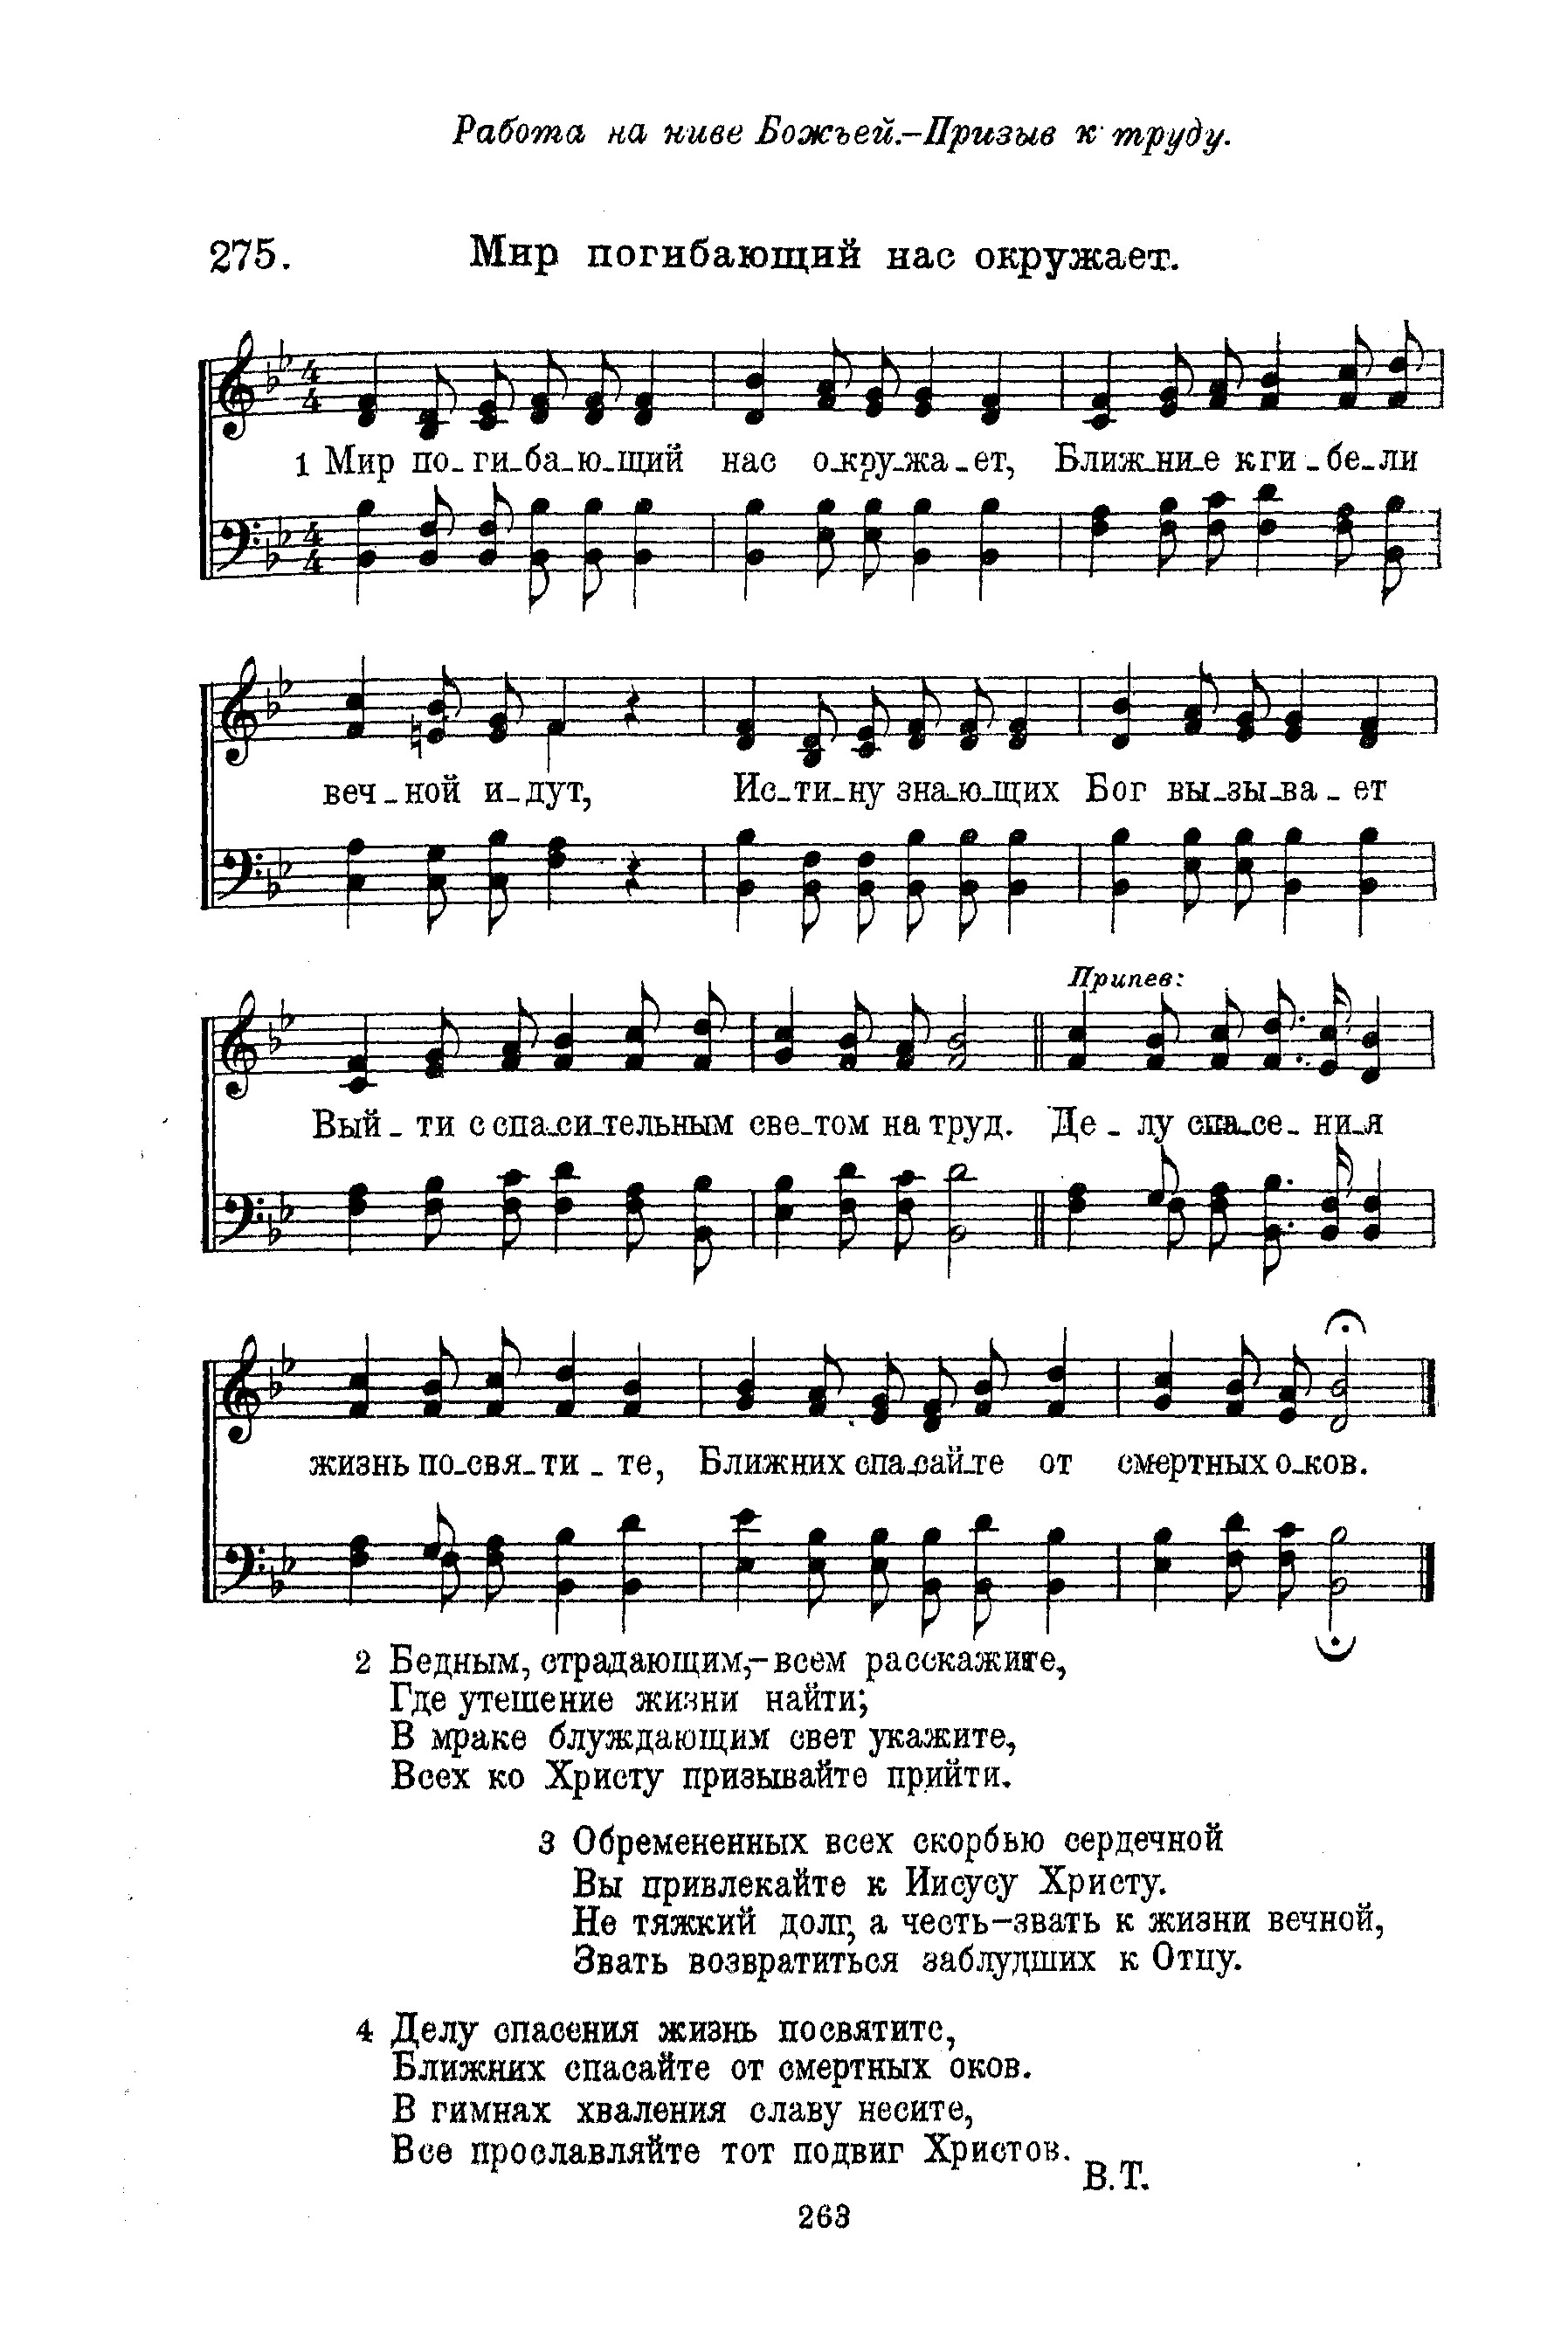 Работа на ниве Божьей.-Призыв к труду.
275. Мир погибающий нас окружает.
1 Мир по-ги-ба-ю-щий нас о-кру-жа-ет, Ближ-ни-е к ги-бе-ли
веч-ной и-дут, Ис-ти-ну зна-ю-щих Бог вы-зы-ва-ет
Припев:
Вый-ти с спа-си-тельным све-том на труд. Де-лу спа-се-ни-я
жизнь по-свя-ти-те, Ближних спа-сай-те от смертных о-ков.
2 Бедным, страдающим,-всем расскажите,
Где утешение жизни найти;
В мраке блуждающим свет укажите,
Всех ко Христу призывайте прийти.
3 Обремененных всех скорбью сердечной
Вы привлекайте к Иисусу Христу.
Не тяжкий долг, а честь-звать к жизни вечной,
Звать возвратиться заблудших к Отцу.
4 Делу спасения жизнь посвятите,
Ближних спасайте от смертных оков.
В гимнах хваления славу несите,
Все прославляйте тот подвиг Христов.
В.Т.
263